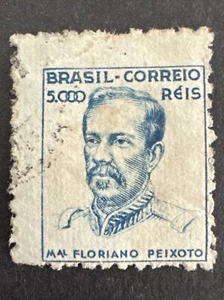 BRASIL-CORREIO
5.000 RÉIS
MAL FLORIANO PEIXOTO